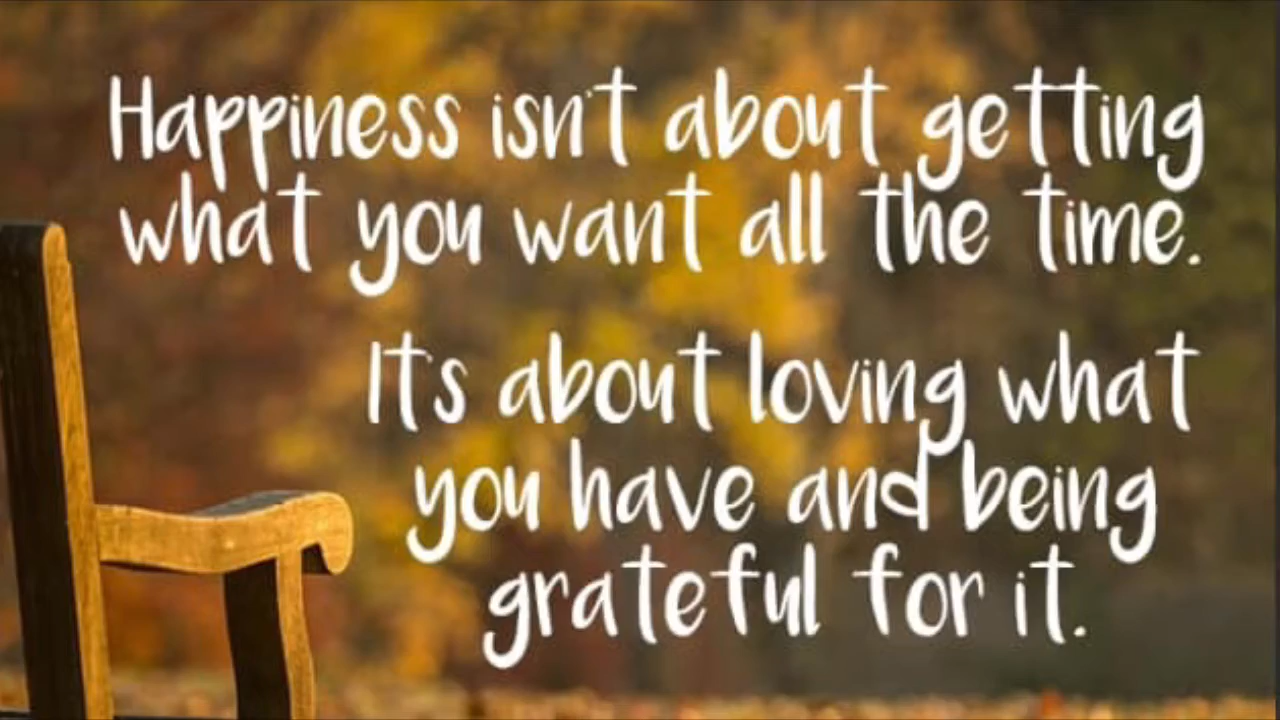 Happiness isn't about getting
what you want all the time.
It's about loving what
you have and being
grateful for it.